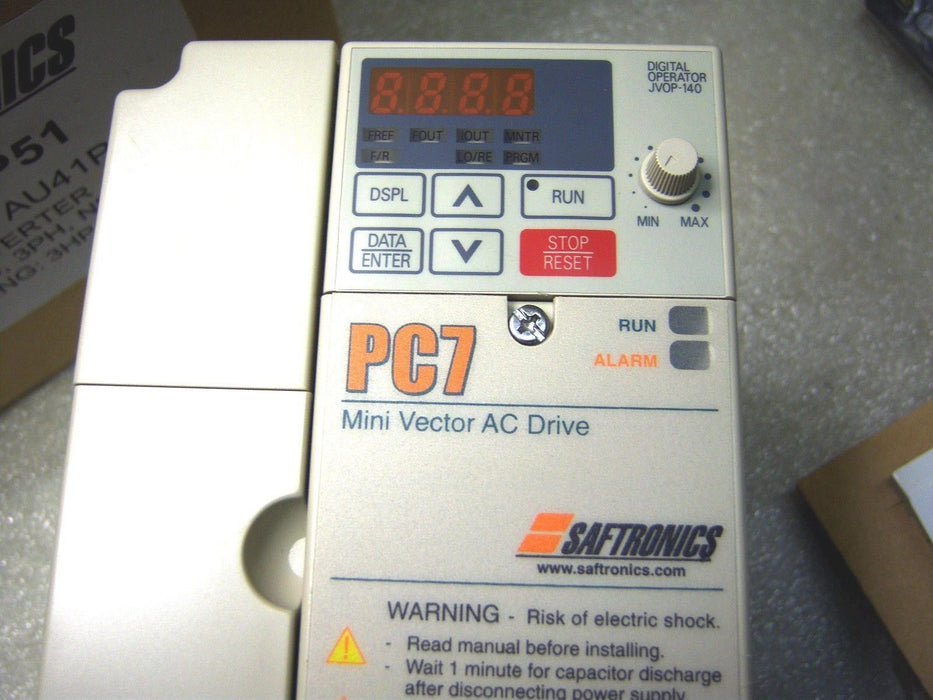 NICS
P51
AU41P
ERTER
3PH,
NG: 3HP
DIGITAL
OPERATOR
JVOP-140
8.8.8.8
FREF FOUT IOUT MNTR
F/R LO/RE PRGM
DSPL
RUN
MIN MAX
DATA
ENTER
STOP
RESET
PC7
RUN
ALARM
Mini Vector AC Drive
SAFTRONICS
www.saftronics.com
WARNING - Risk of electric shock.
- Read manual before installing.
- Wait 1 minute for capacitor discharge
after disconnecting power supply.